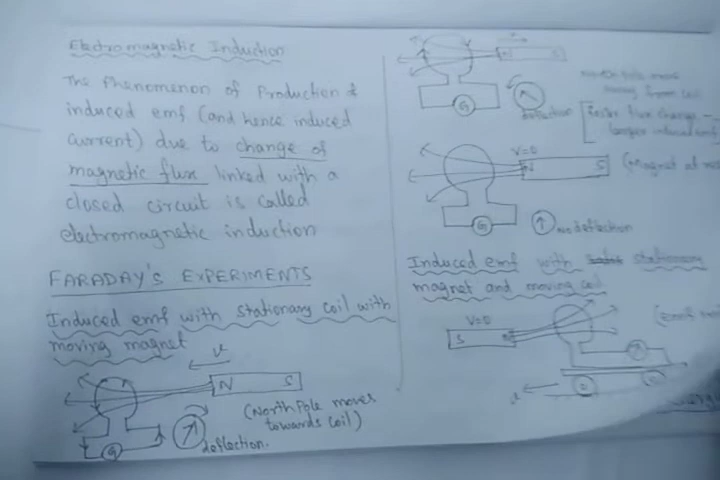 Electromagnetic Induction
The Phenomenon of Production of
induced emf (and hence induced
current) due to change of
magnetic flux linked with a
closed circuit is called
electromagnetic induction
FARADAY'S EXPERIMENTS
Induced emf with stationary coil with
moving magnet
v
N S
(North Pole moves
towards coil)
G
deflection.
N S
G
deflection
V=0
N S
(Magnet at
G
No deflection
Induced emf with stationary
magnet and moving coil
V=0
S N